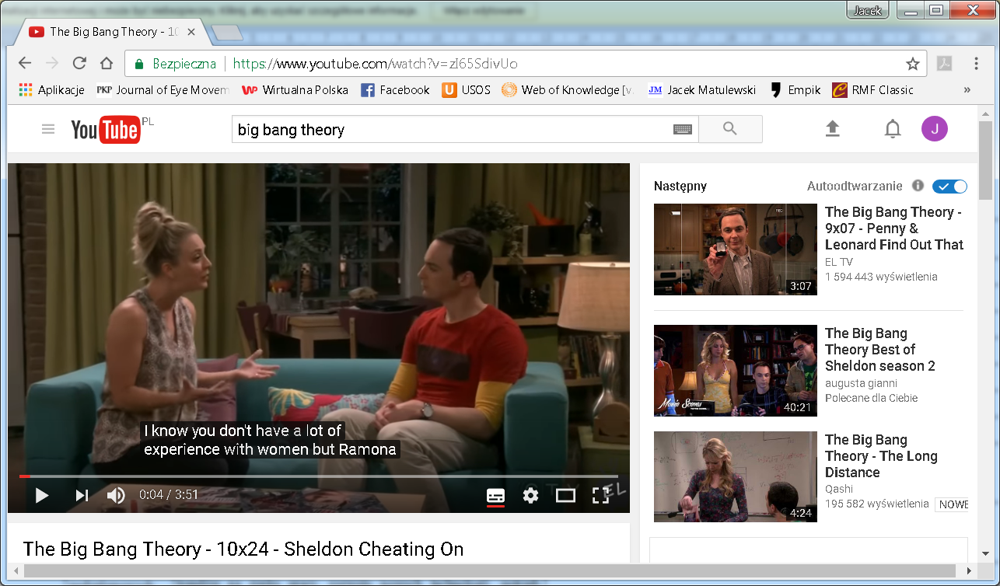 Jacek
The Big Bang Theory - 10
Bezpieczna https://www.youtube.com/watch?v=zI65SdivUo
Aplikacje PKP Journal of Eye Movem WP Wirtualna Polska Facebook U USOS Web of Knowledge [v. JM Jacek Matulewski Empik RMF Classic »
YouTube PL
big bang theory
J
Następny
Autoodtwarzanie
The Big Bang Theory -
9x07 - Penny &
Leonard Find Out That
EL TV
1 594 443 wyświetlenia
3:07
The Big Bang
Theory Best of
Sheldon season 2
augusta gianni
Polecane dla Ciebie
Movie Scenes
40:21
The Big Bang
Theory - The Long
Distance
Qashi
195 582 wyświetlenia NOWE
4:24
I know you don't have a lot of
experience with women but Ramona
0:04 / 3:51
EL
The Big Bang Theory - 10x24 - Sheldon Cheating On